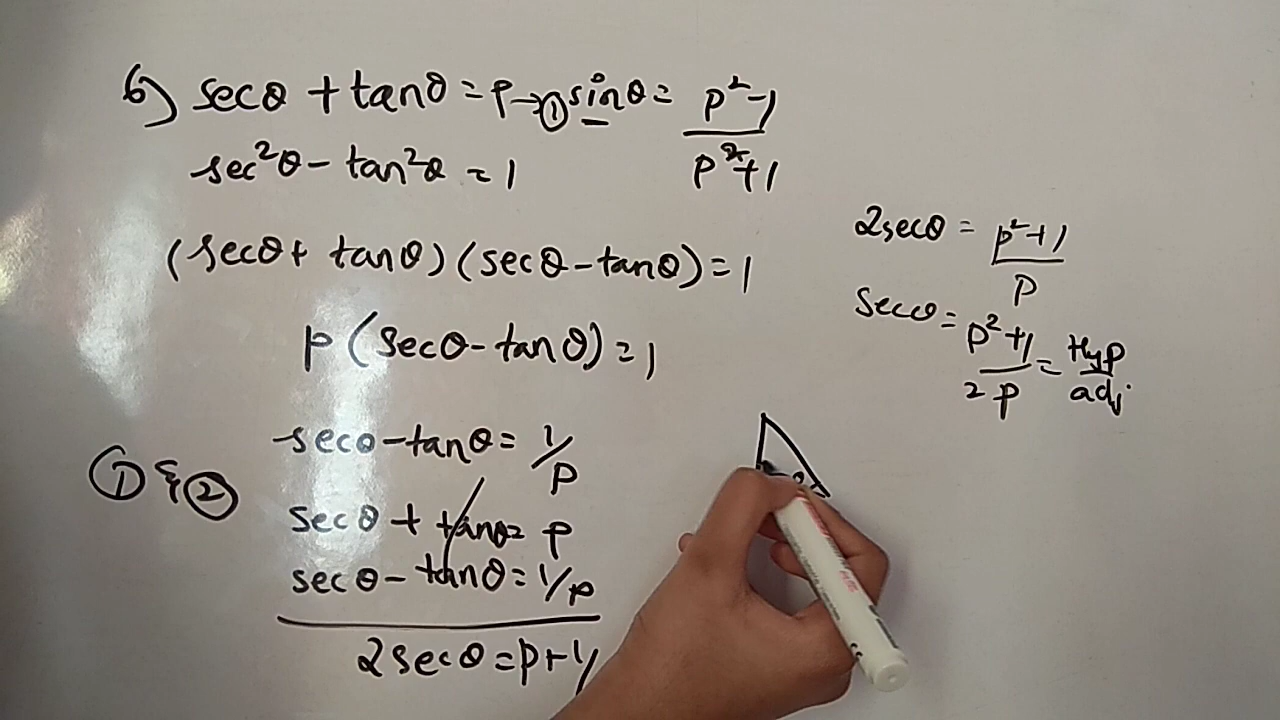 6) secθ + tanθ = P → ① sinθ = p²-1 / p²+1
sec²θ - tan²θ = 1
(secθ + tanθ)(secθ - tanθ) = 1
p(secθ - tanθ) = 1
secθ - tanθ = 1/p
① & ②
secθ + tanθ = p
secθ - tanθ = 1/p
2secθ = p+1/
2secθ = p²+1 / p
secθ = p²+1 / 2p = Hyp / adj
θ